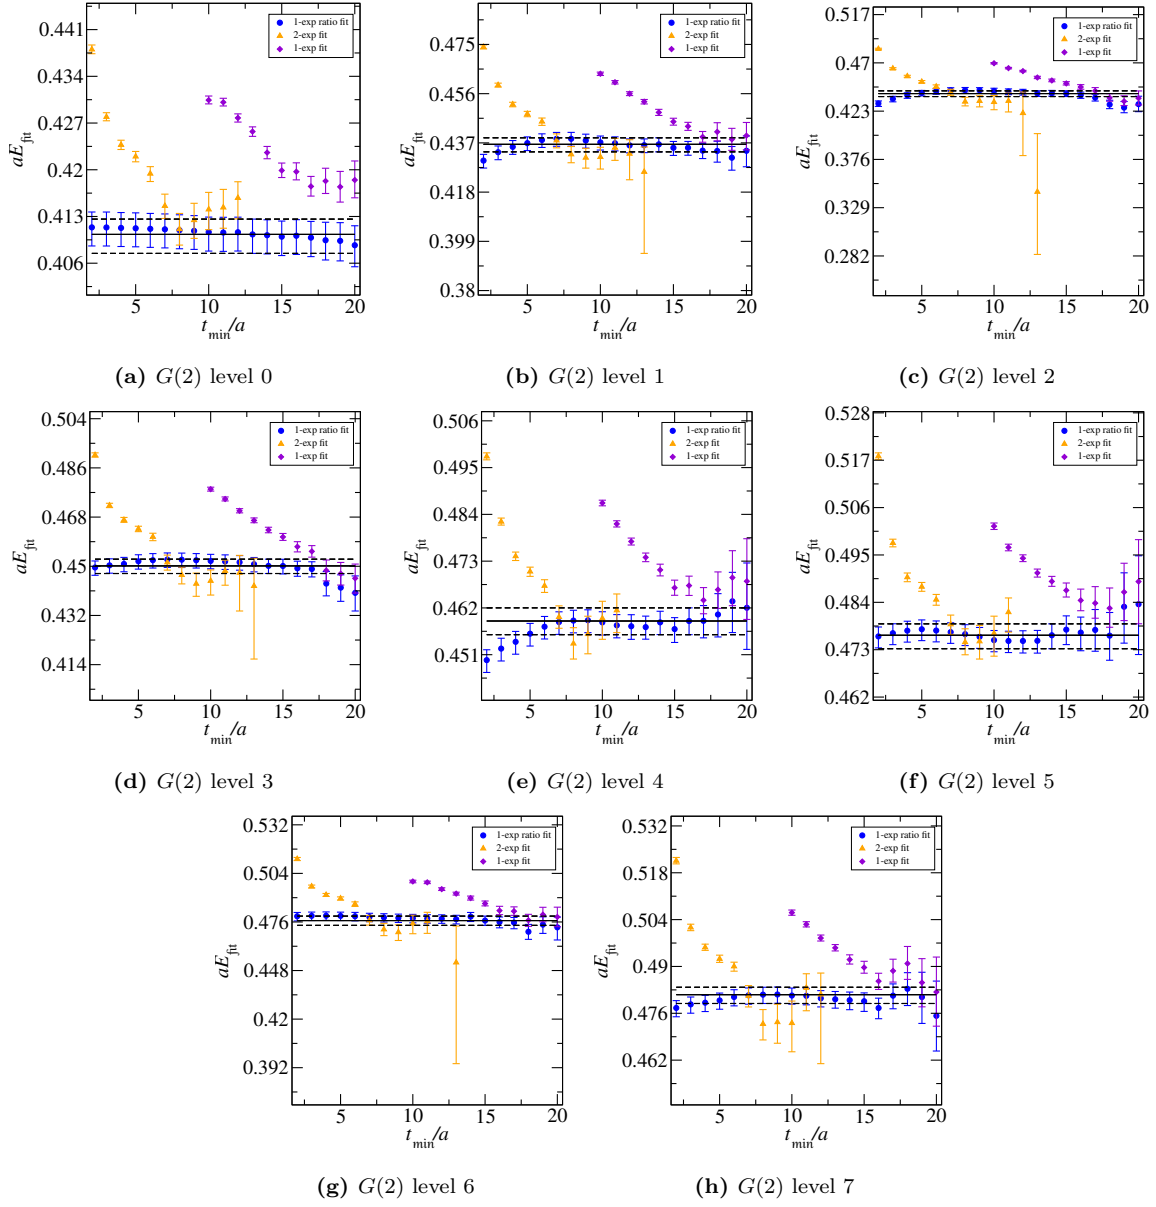 0.441
0.434
0.427
0.42
0.413
0.406
aE_fit
1-exp ratio fit
2-exp fit
1-exp fit
5 10 15 20
t_min/a
(a) G(2) level 0
0.475
0.456
0.437
0.418
0.399
0.38
aE_fit
1-exp ratio fit
2-exp fit
1-exp fit
5 10 15 20
t_min/a
(b) G(2) level 1
0.517
0.47
0.423
0.376
0.329
0.282
aE_fit
1-exp ratio fit
2-exp fit
1-exp fit
5 10 15 20
t_min/a
(c) G(2) level 2
0.504
0.486
0.468
0.45
0.432
0.414
aE_fit
1-exp ratio fit
2-exp fit
1-exp fit
5 10 15 20
t_min/a
(d) G(2) level 3
0.506
0.495
0.484
0.473
0.462
0.451
aE_fit
1-exp ratio fit
2-exp fit
1-exp fit
5 10 15 20
t_min/a
(e) G(2) level 4
0.528
0.517
0.506
0.495
0.484
0.473
0.462
aE_fit
1-exp ratio fit
2-exp fit
1-exp fit
5 10 15 20
t_min/a
(f) G(2) level 5
0.532
0.504
0.476
0.448
0.42
0.392
aE_fit
1-exp ratio fit
2-exp fit
1-exp fit
5 10 15 20
t_min/a
(g) G(2) level 6
0.532
0.518
0.504
0.49
0.476
0.462
aE_fit
1-exp ratio fit
2-exp fit
1-exp fit
5 10 15 20
t_min/a
(h) G(2) level 7